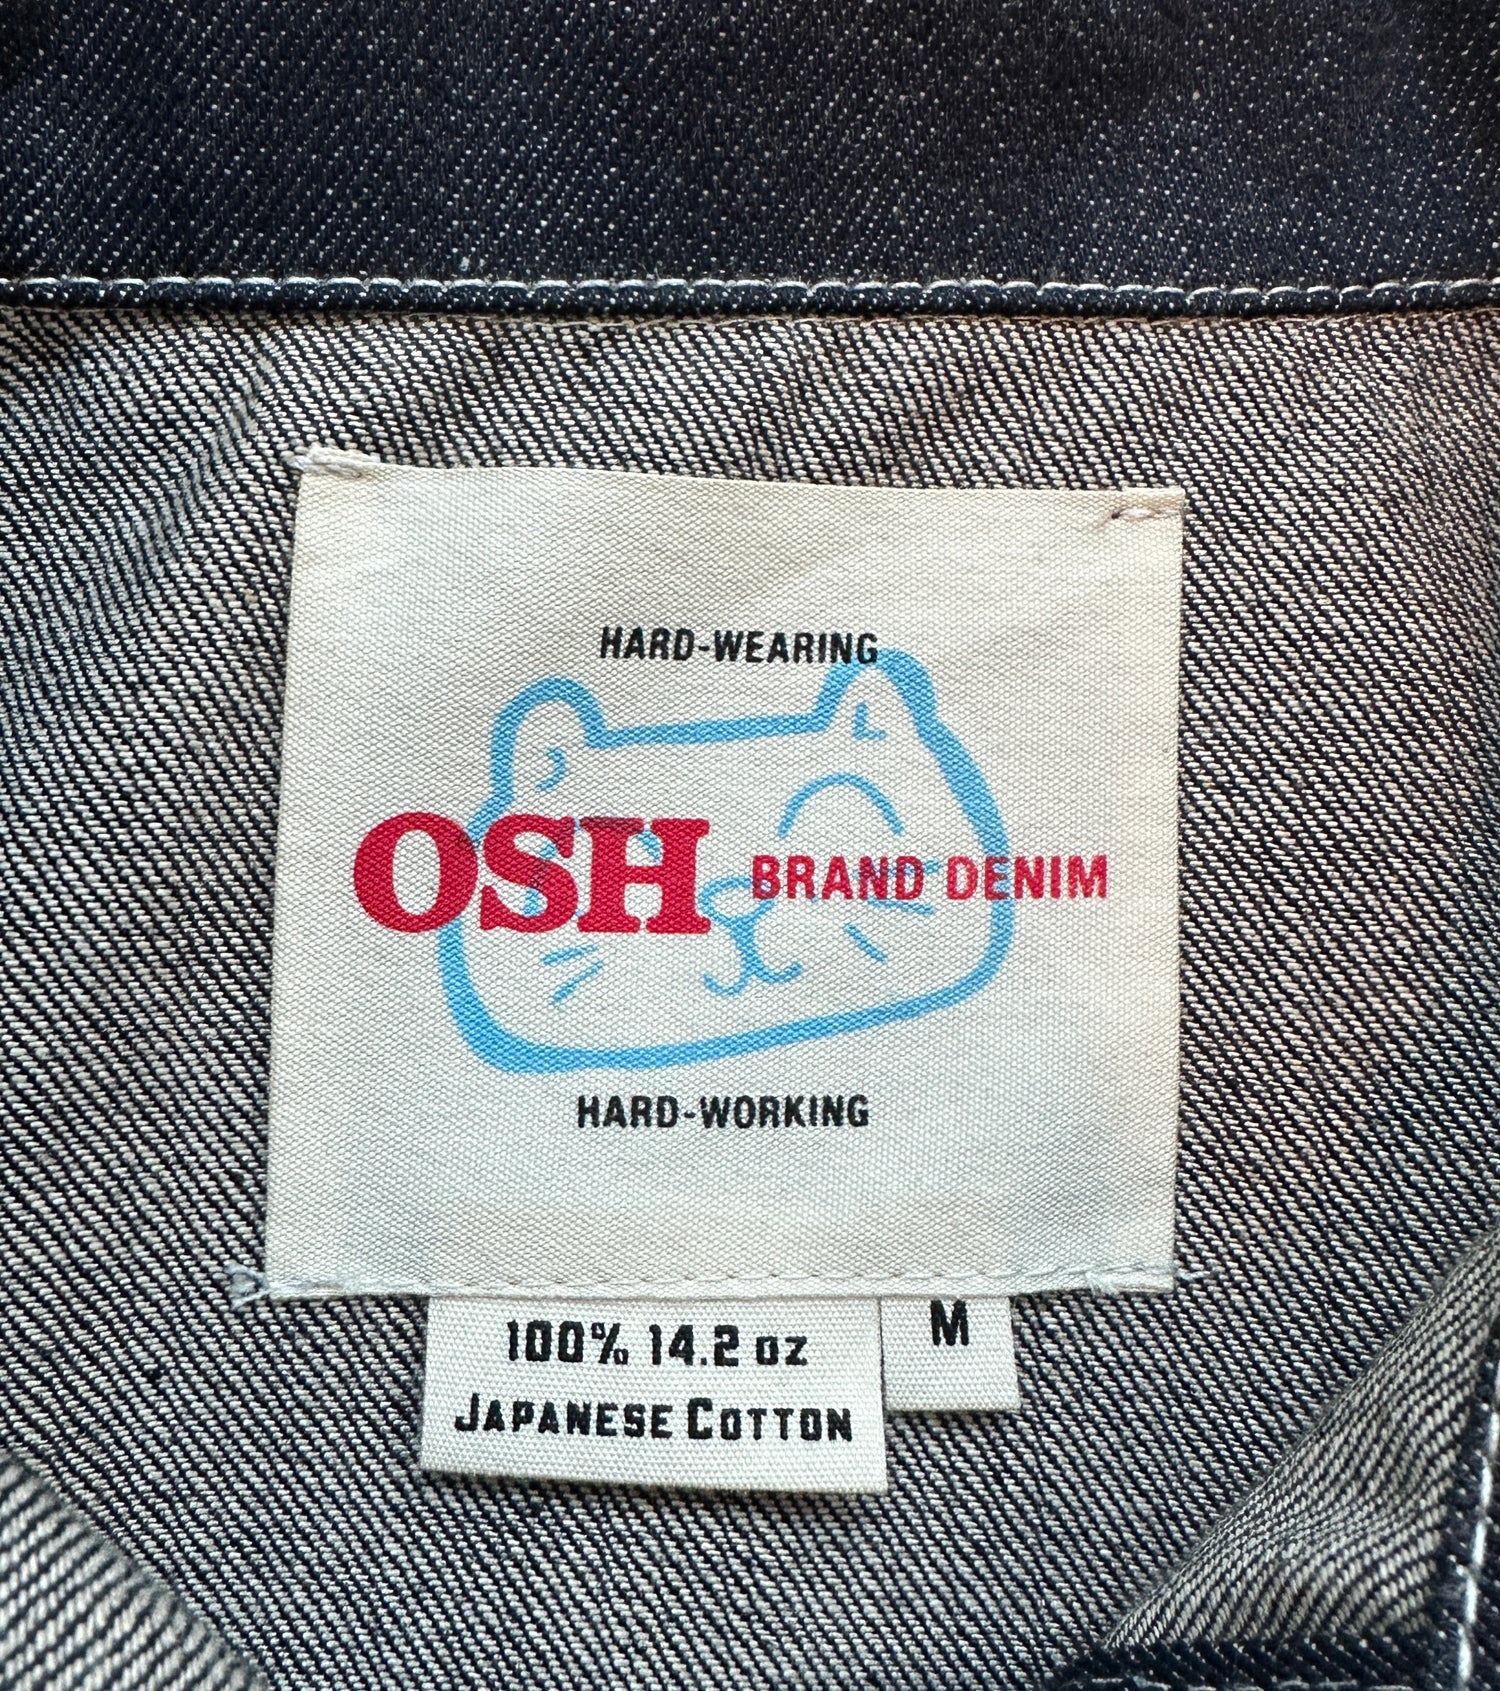 HARD-WEARING
OSH BRAND DENIM
HARD-WORKING
100% 14.2 oz
JAPANESE COTTON
M